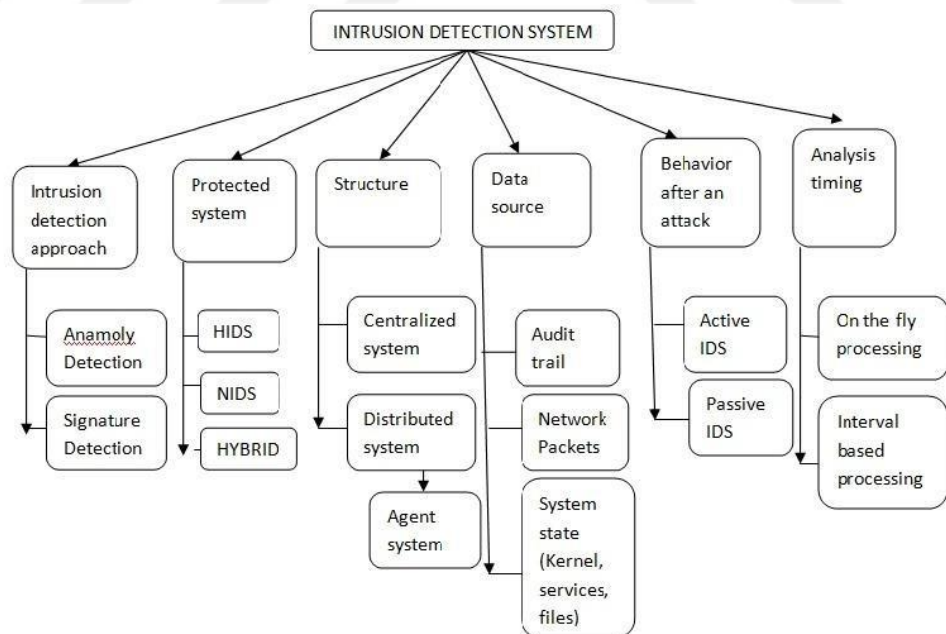 INTRUSION DETECTION SYSTEM
Intrusion
detection
approach
Anamoly
Detection
Signature
Detection
Protected
system
HIDS
NIDS
HYBRID
Structure
Centralized
system
Distributed
system
Agent
system
Data
source
Audit
trail
Network
Packets
System
state
(Kernel,
services,
files)
Behavior
after an
attack
Active
IDS
Passive
IDS
Analysis
timing
On the fly
processing
Interval
based
processing